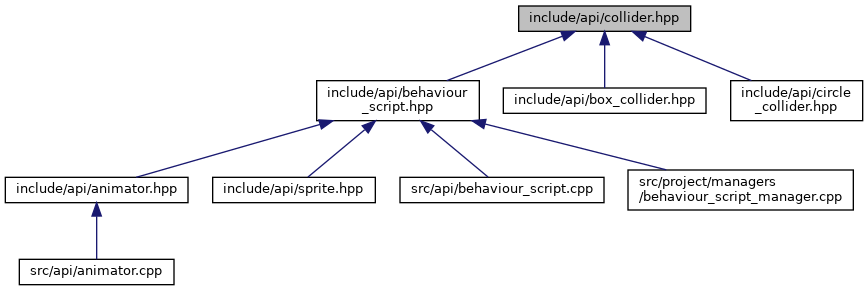 include/api/collider.hpp
include/api/behaviour
_script.hpp
include/api/box_collider.hpp
include/api/circle
_collider.hpp
include/api/animator.hpp
include/api/sprite.hpp
src/api/behaviour_script.cpp
src/project/managers
/behaviour_script_manager.cpp
src/api/animator.cpp